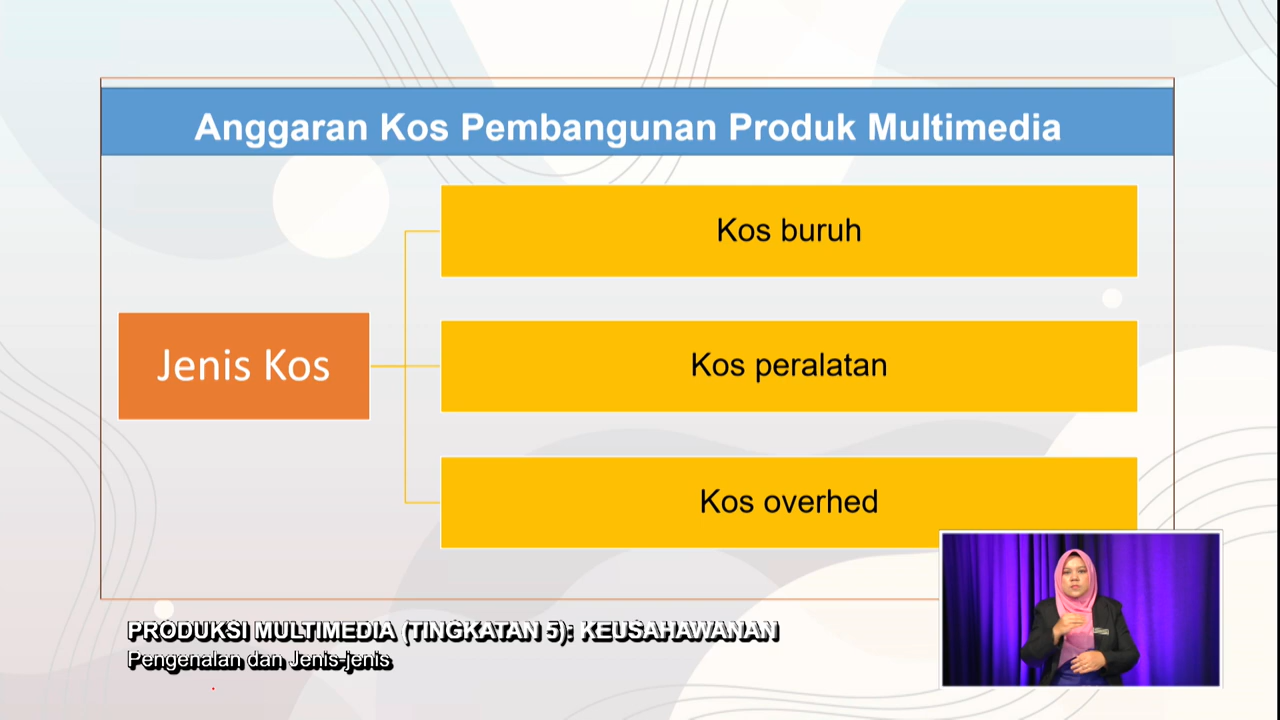 Anggaran Kos Pembangunan Produk Multimedia
Jenis Kos
Kos buruh
Kos peralatan
Kos overhed
PRODUKSI MULTIMEDIA (TINGKATAN 5): KEUSAHAWANAN
Pengenalan dan Jenis-jenis